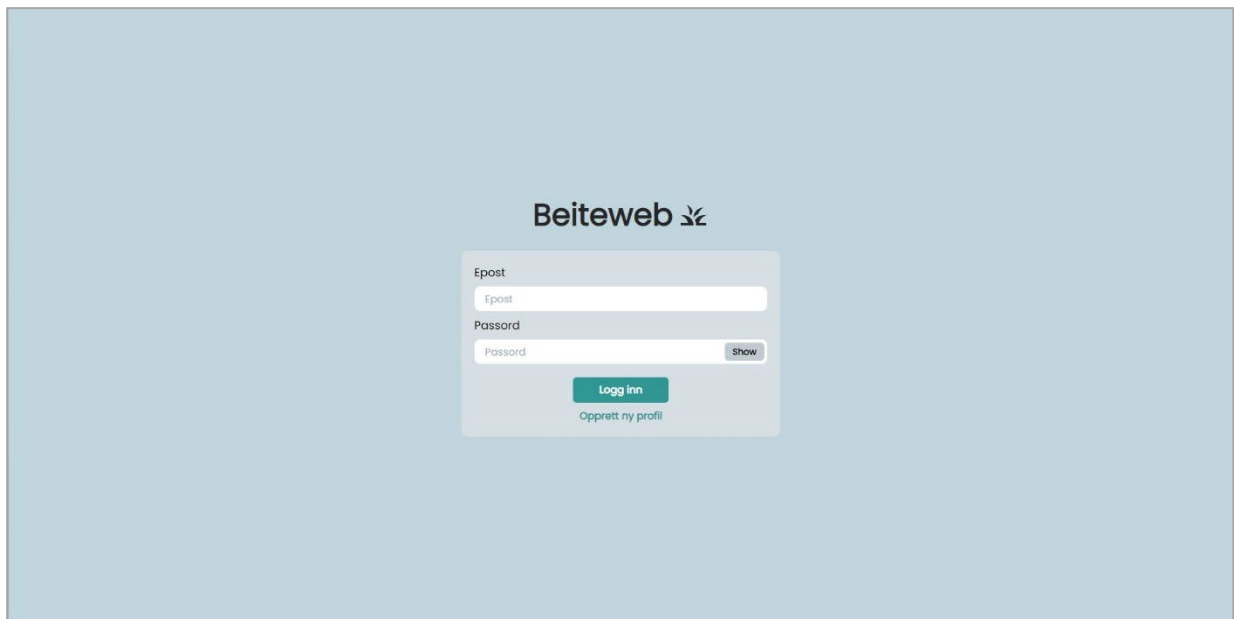 Beiteweb
Epost
Epost
Passord
Passord Show
Logg inn
Opprett ny profil